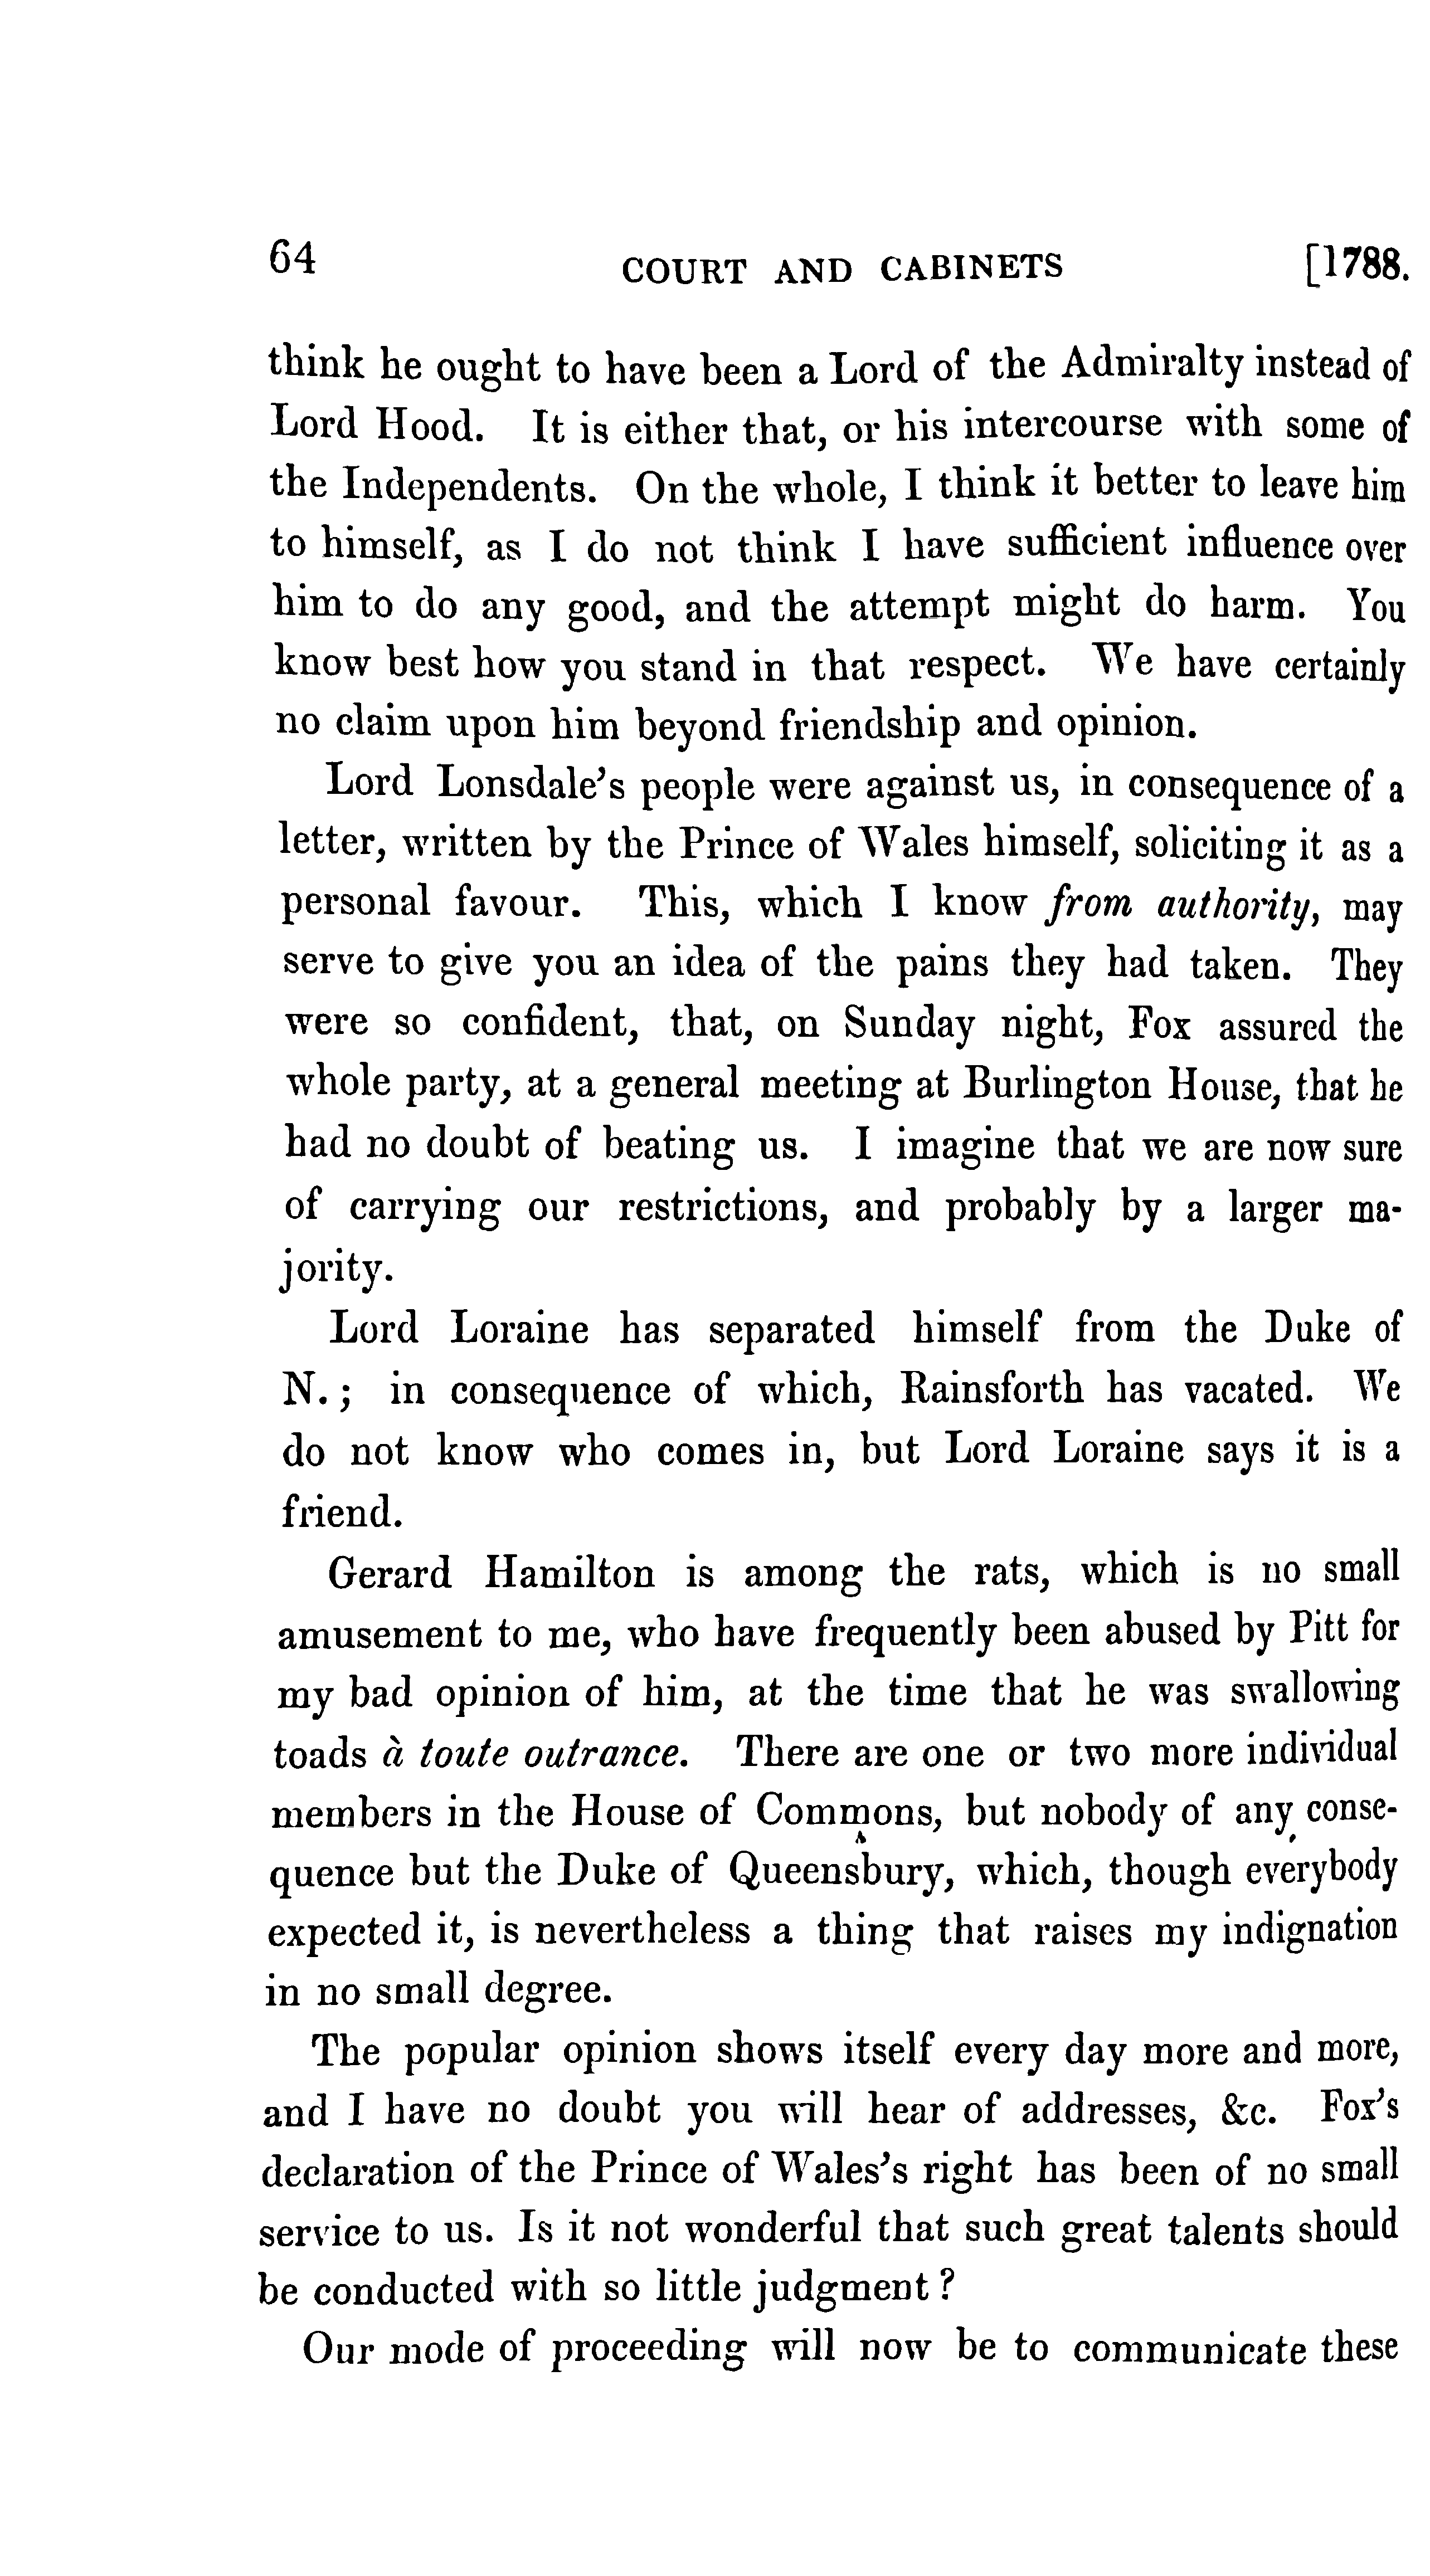 64 COURT AND CABINETS [1788.
think he ought to have been a Lord of the Admiralty instead of
Lord Hood. It is either that, or his intercourse with some of
the Independents. On the whole, I think it better to leave him
to himself, as I do not think I have sufficient influence over
him to do any good, and the attempt might do harm. You
know best how you stand in that respect. We have certainly
no claim upon him beyond friendship and opinion.
Lord Lonsdale's people were against us, in consequence of a
letter, written by the Prince of Wales himself, soliciting it as a
personal favour. This, which I know from authority, may
serve to give you an idea of the pains they had taken. They
were so confident, that, on Sunday night, Fox assured the
whole party, at a general meeting at Burlington House, that he
had no doubt of beating us. I imagine that we are now sure
of carrying our restrictions, and probably by a larger ma-
jority.
Lord Loraine has separated himself from the Duke of
N.; in consequence of which, Rainsforth has vacated. We
do not know who comes in, but Lord Loraine says it is a
friend.
Gerard Hamilton is among the rats, which is no small
amusement to me, who have frequently been abused by Pitt for
my bad opinion of him, at the time that he was swallowing
toads à toute outrance. There are one or two more individual
members in the House of Commons, but nobody of any conse-
quence but the Duke of Queensbury, which, though everybody
expected it, is nevertheless a thing that raises my indignation
in no small degree.
The popular opinion shows itself every day more and more,
and I have no doubt you will hear of addresses, &c. Fox's
declaration of the Prince of Wales's right has been of no small
service to us. Is it not wonderful that such great talents should
be conducted with so little judgment?
Our mode of proceeding will now be to communicate these